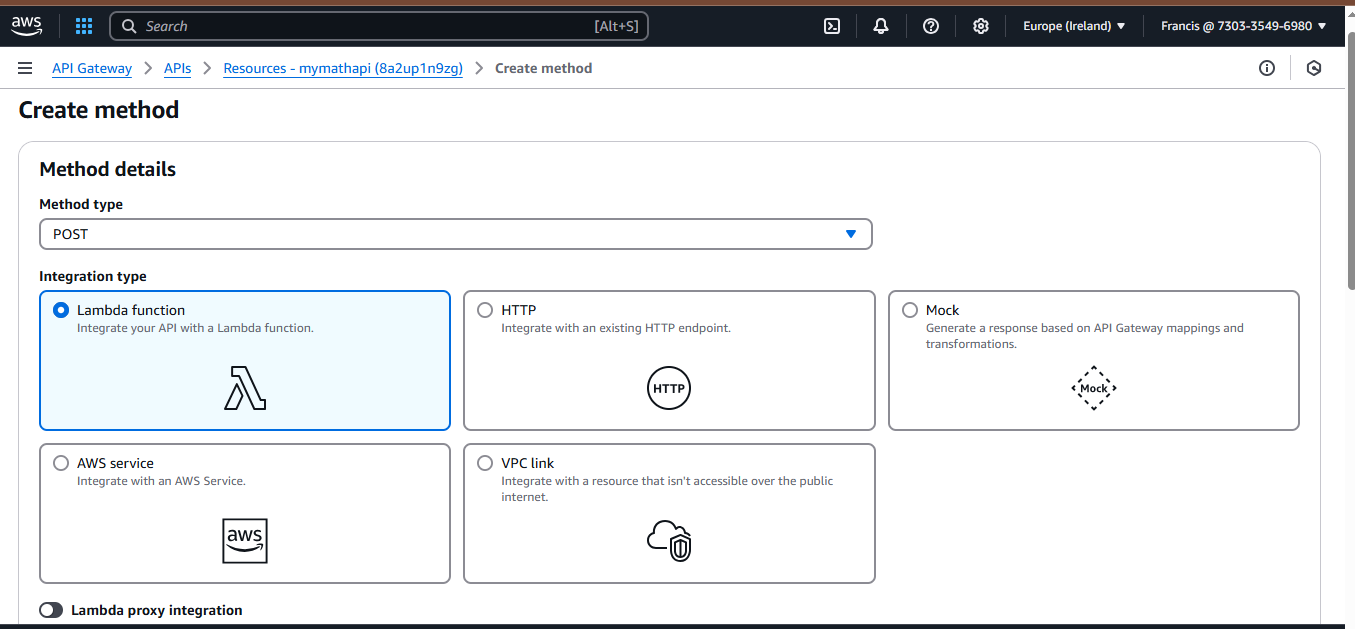 aws
Search [Alt+S]
Europe (Ireland)
Francis @ 7303-3549-6980
API Gateway
APIs
Resources - mymathapi (8a2up1n9zg)
Create method
Create method
Method details
Method type
POST
Integration type
Lambda function
Integrate your API with a Lambda function.
HTTP
Integrate with an existing HTTP endpoint.
HTTP
Mock
Generate a response based on API Gateway mappings and
transformations.
Mock
AWS service
Integrate with an AWS Service.
aws
VPC link
Integrate with a resource that isn't accessible over the public
internet.
Lambda proxy integration